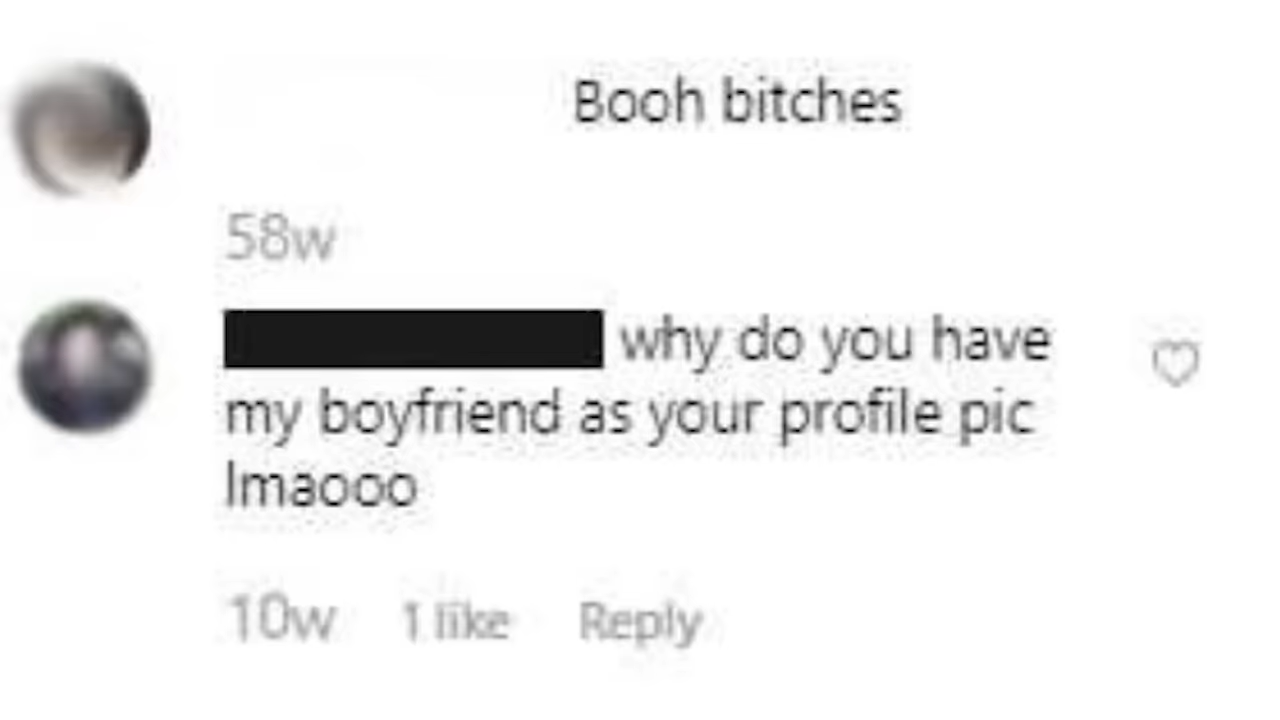 Booh bitches
58w
why do you have
my boyfriend as your profile pic
lmaooo
10w 1 like Reply